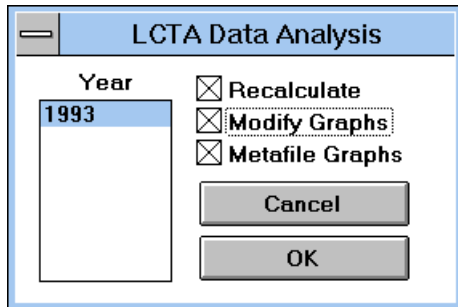 LCTA Data Analysis
Year
1993
Recalculate
Modify Graphs
Metafile Graphs
Cancel
OK